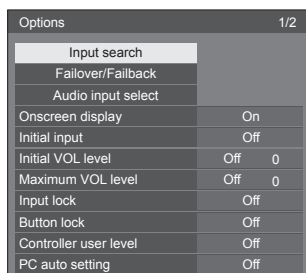 Options 1/2
Input search
Failover/Failback
Audio input select
Onscreen display On
Initial input Off
Initial VOL level Off 0
Maximum VOL level Off 0
Input lock Off
Button lock Off
Controller user level Off
PC auto setting Off